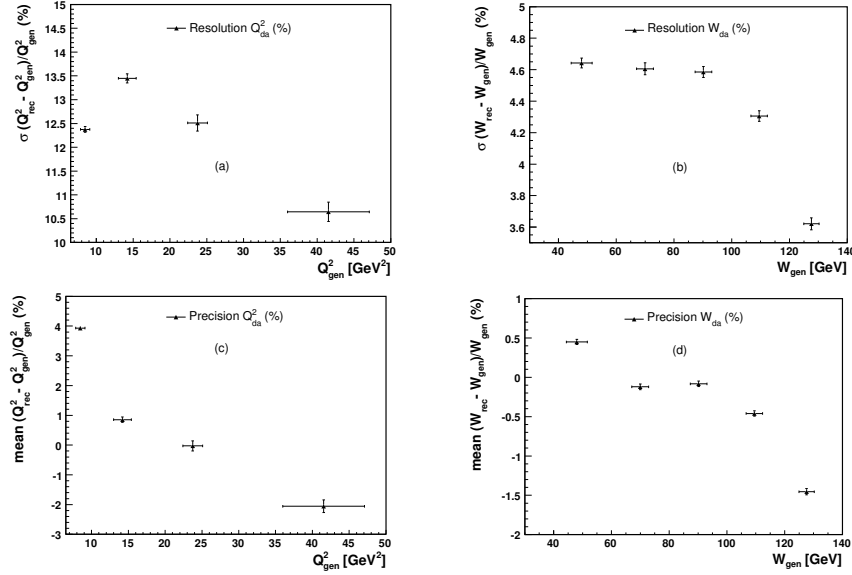 σ (Q²rec - Q²gen)/Q²gen (%)
15
14.5
14
13.5
13
12.5
12
11.5
11
10.5
10
Resolution Q²da (%)
(a)
10 15 20 25 30 35 40 45 50
Q²gen [GeV²]
σ (Wrec - Wgen)/Wgen (%)
5
4.8
4.6
4.4
4.2
4
3.8
3.6
Resolution Wda (%)
(b)
40 60 80 100 120 140
Wgen [GeV]
mean (Q²rec - Q²gen)/Q²gen (%)
5
4
3
2
1
0
-1
-2
-3
Precision Q²da (%)
(c)
10 15 20 25 30 35 40 45 50
Q²gen [GeV²]
mean (Wrec - Wgen)/Wgen (%)
1
0.5
0
-0.5
-1
-1.5
-2
Precision Wda (%)
(d)
40 60 80 100 120 140
Wgen [GeV]